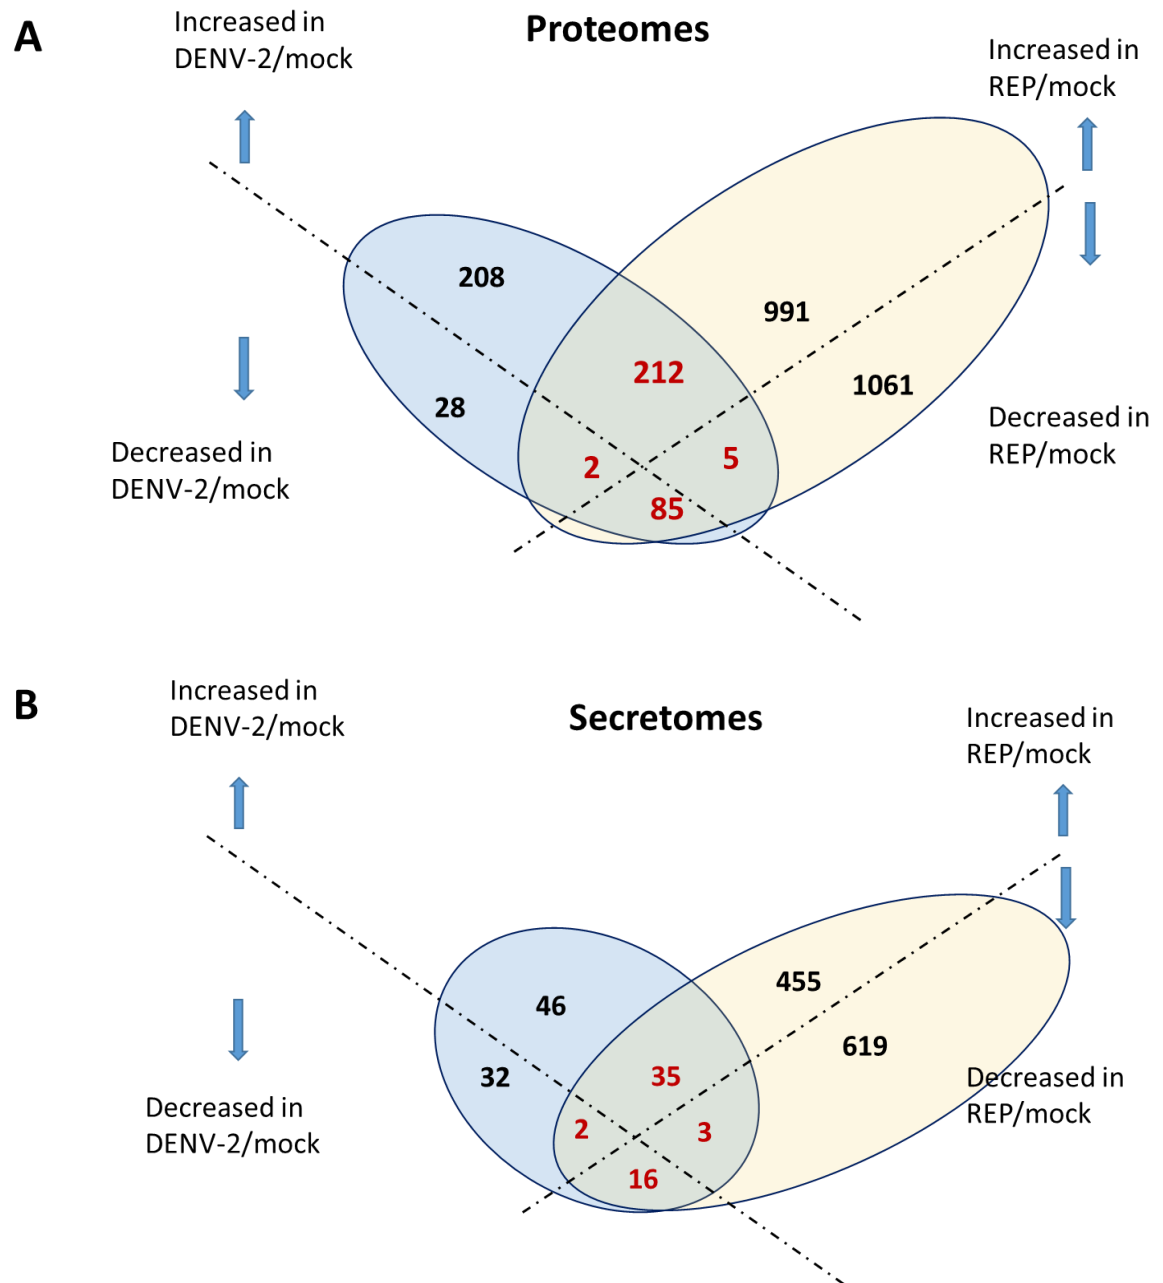 A
Increased in
DENV-2/mock
Proteomes
Increased in
REP/mock
208
991
212
1061
28
Decreased in
REP/mock
2
5
Decreased in
DENV-2/mock
85
B
Increased in
DENV-2/mock
Secretomes
Increased in
REP/mock
455
46
619
32
35
Decreased in
REP/mock
Decreased in
DENV-2/mock
2
3
16